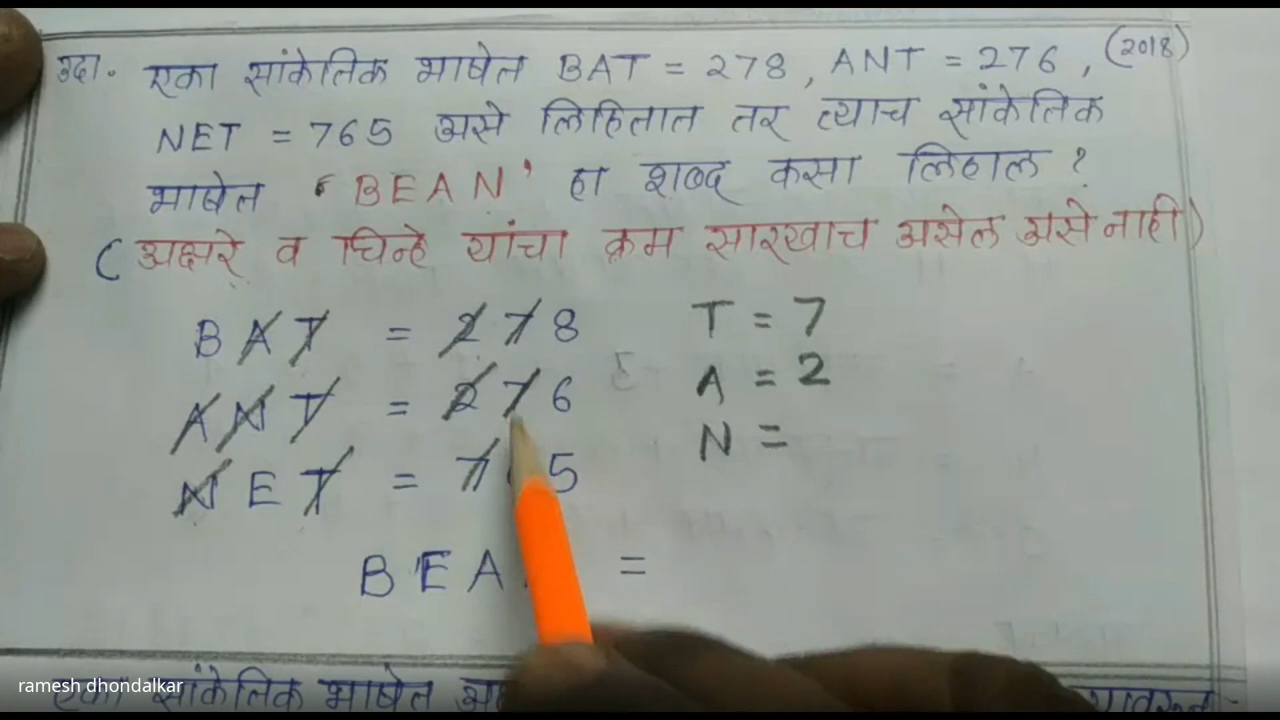 उदा. एका सांकेतिक भाषेत BAT = 278, ANT = 276, (2018)
NET = 765 असे लिहितात तर त्याच सांकेतिक
भाषेत 'BEAN' हा शब्द कसा लिहाल ?
( अक्षरे व चिन्हे यांचा क्रम सारखाच असेल असे नाही)
BAT = 278
ANT = 276
NET = 765
T = 7
A = 2
N =
BEA =
एका सांकेतिक भाषेत
ramesh dhondalkar